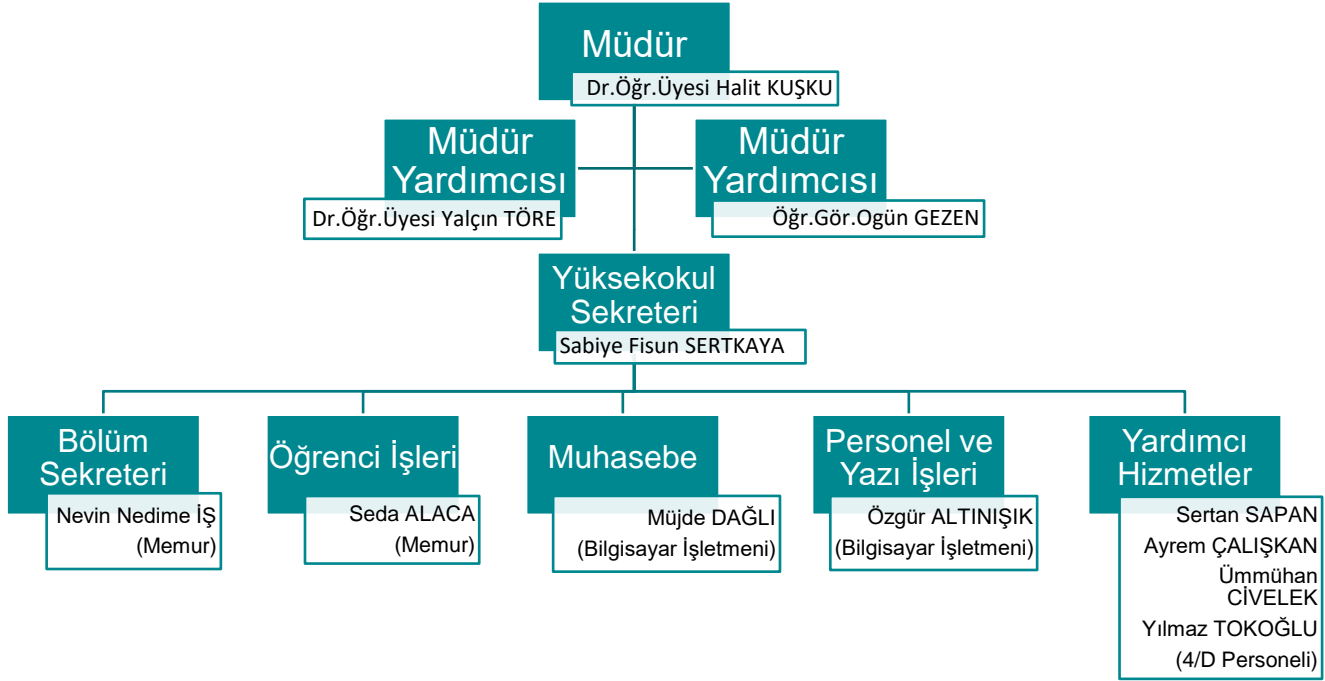 Müdür
Dr.Öğr.Üyesi Halit KUŞKU
Müdür
Yardımcısı
Dr.Öğr.Üyesi Yalçın TÖRE
Müdür
Yardımcısı
Öğr.Gör.Ogün GEZEN
Yüksekokul
Sekreteri
Sabiye Fisun SERTKAYA
Bölüm
Sekreteri
Nevin Nedime İŞ
(Memur)
Öğrenci İşleri
Seda ALACA
(Memur)
Muhasebe
Müjde DAĞLI
(Bilgisayar İşletmeni)
Personel ve
Yazı İşleri
Özgür ALTINIŞIK
(Bilgisayar İşletmeni)
Yardımcı
Hizmetler
Sertan SAPAN
Ayrem ÇALIŞKAN
Ümmühan
CİVELEK
Yılmaz TOKOĞLU
(4/D Personeli)